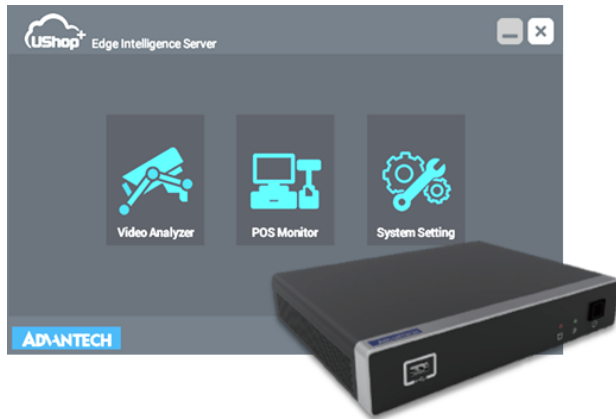 UShop+
Edge Intelligence Server
Video Analyzer
POS Monitor
System Setting
ADVANTECH